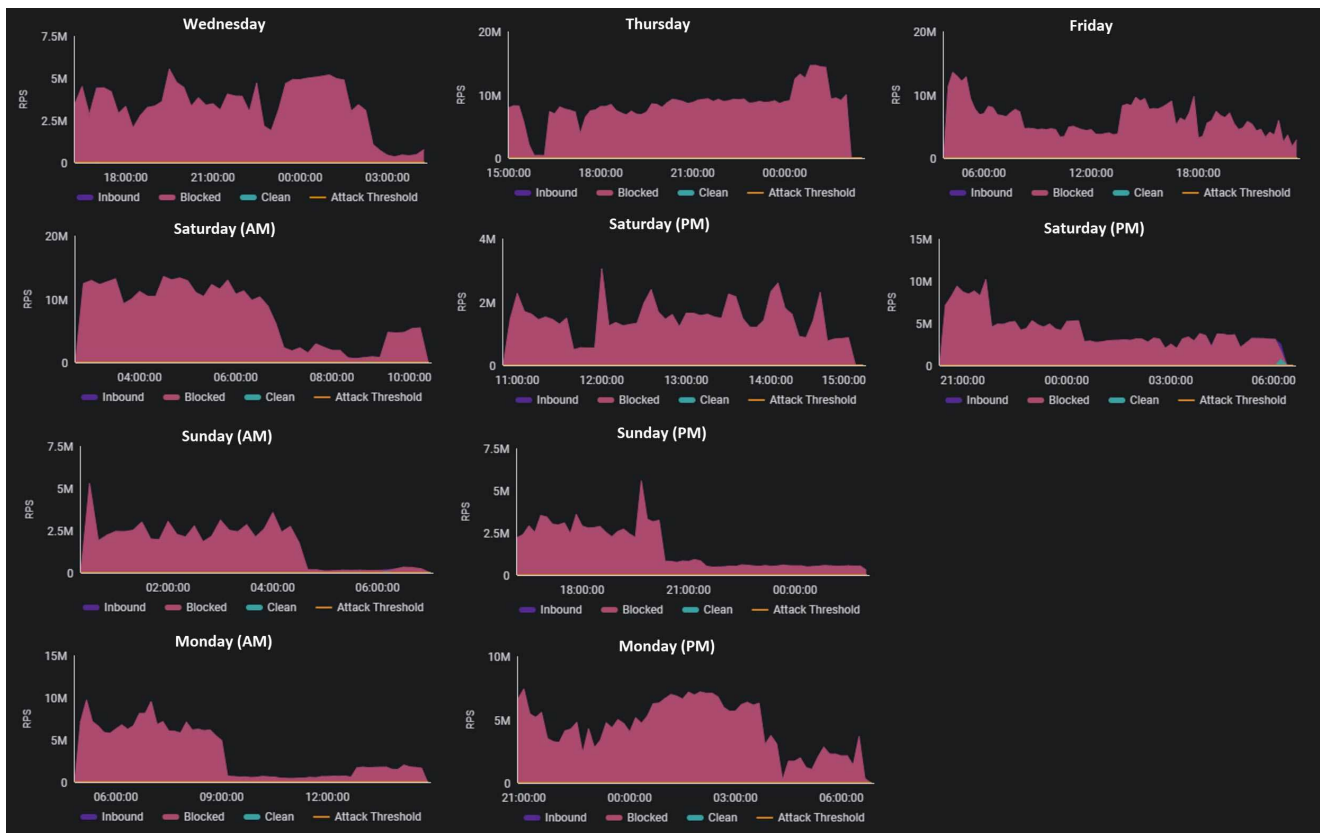 Wednesday
7.5M
5M
2.5M
0
RPS
18:00:00 21:00:00 00:00:00 03:00:00
Inbound Blocked Clean Attack Threshold
Thursday
20M
10M
0
RPS
15:00:00 18:00:00 21:00:00 00:00:00
Inbound Blocked Clean Attack Threshold
Friday
20M
10M
0
RPS
06:00:00 12:00:00 18:00:00
Inbound Blocked Clean Attack Threshold
Saturday (AM)
20M
10M
0
RPS
04:00:00 06:00:00 08:00:00 10:00:00
Inbound Blocked Clean Attack Threshold
Saturday (PM)
4M
2M
0
RPS
11:00:00 12:00:00 13:00:00 14:00:00 15:00:00
Inbound Blocked Clean Attack Threshold
Saturday (PM)
15M
10M
5M
0
RPS
21:00:00 00:00:00 03:00:00 06:00:00
Inbound Blocked Clean Attack Threshold
Sunday (AM)
7.5M
5M
2.5M
0
RPS
02:00:00 04:00:00 06:00:00
Inbound Blocked Clean Attack Threshold
Sunday (PM)
7.5M
5M
2.5M
0
RPS
18:00:00 21:00:00 00:00:00
Inbound Blocked Clean Attack Threshold
Monday (AM)
15M
10M
5M
0
RPS
06:00:00 09:00:00 12:00:00
Inbound Blocked Clean Attack Threshold
Monday (PM)
10M
5M
0
RPS
21:00:00 00:00:00 03:00:00 06:00:00
Inbound Blocked Clean Attack Threshold